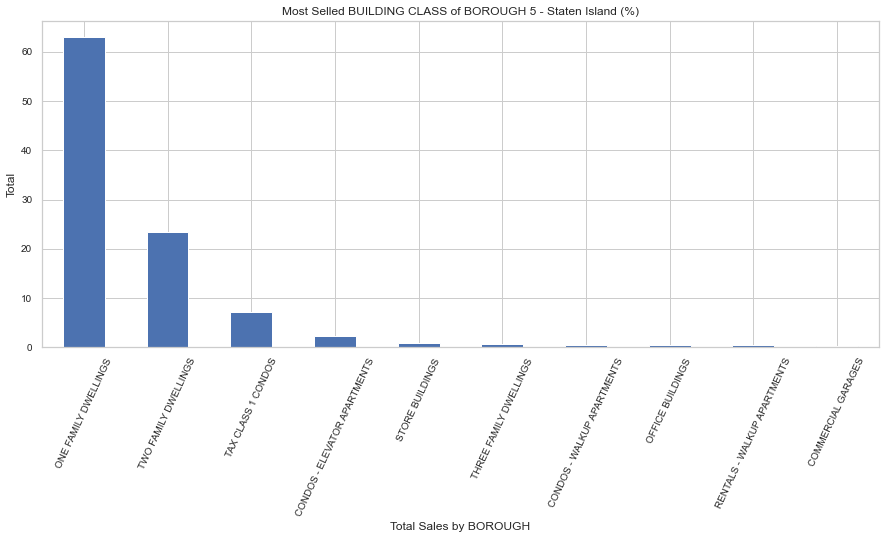 Most Selled BUILDING CLASS of BOROUGH 5 - Staten Island (%)
Total
60
50
40
30
20
10
0
ONE FAMILY DWELLINGS
TWO FAMILY DWELLINGS
TAX CLASS 1 CONDOS
CONDOS - ELEVATOR APARTMENTS
STORE BUILDINGS
THREE FAMILY DWELLINGS
CONDOS - WALKUP APARTMENTS
OFFICE BUILDINGS
RENTALS - WALKUP APARTMENTS
COMMERCIAL GARAGES
Total Sales by BOROUGH